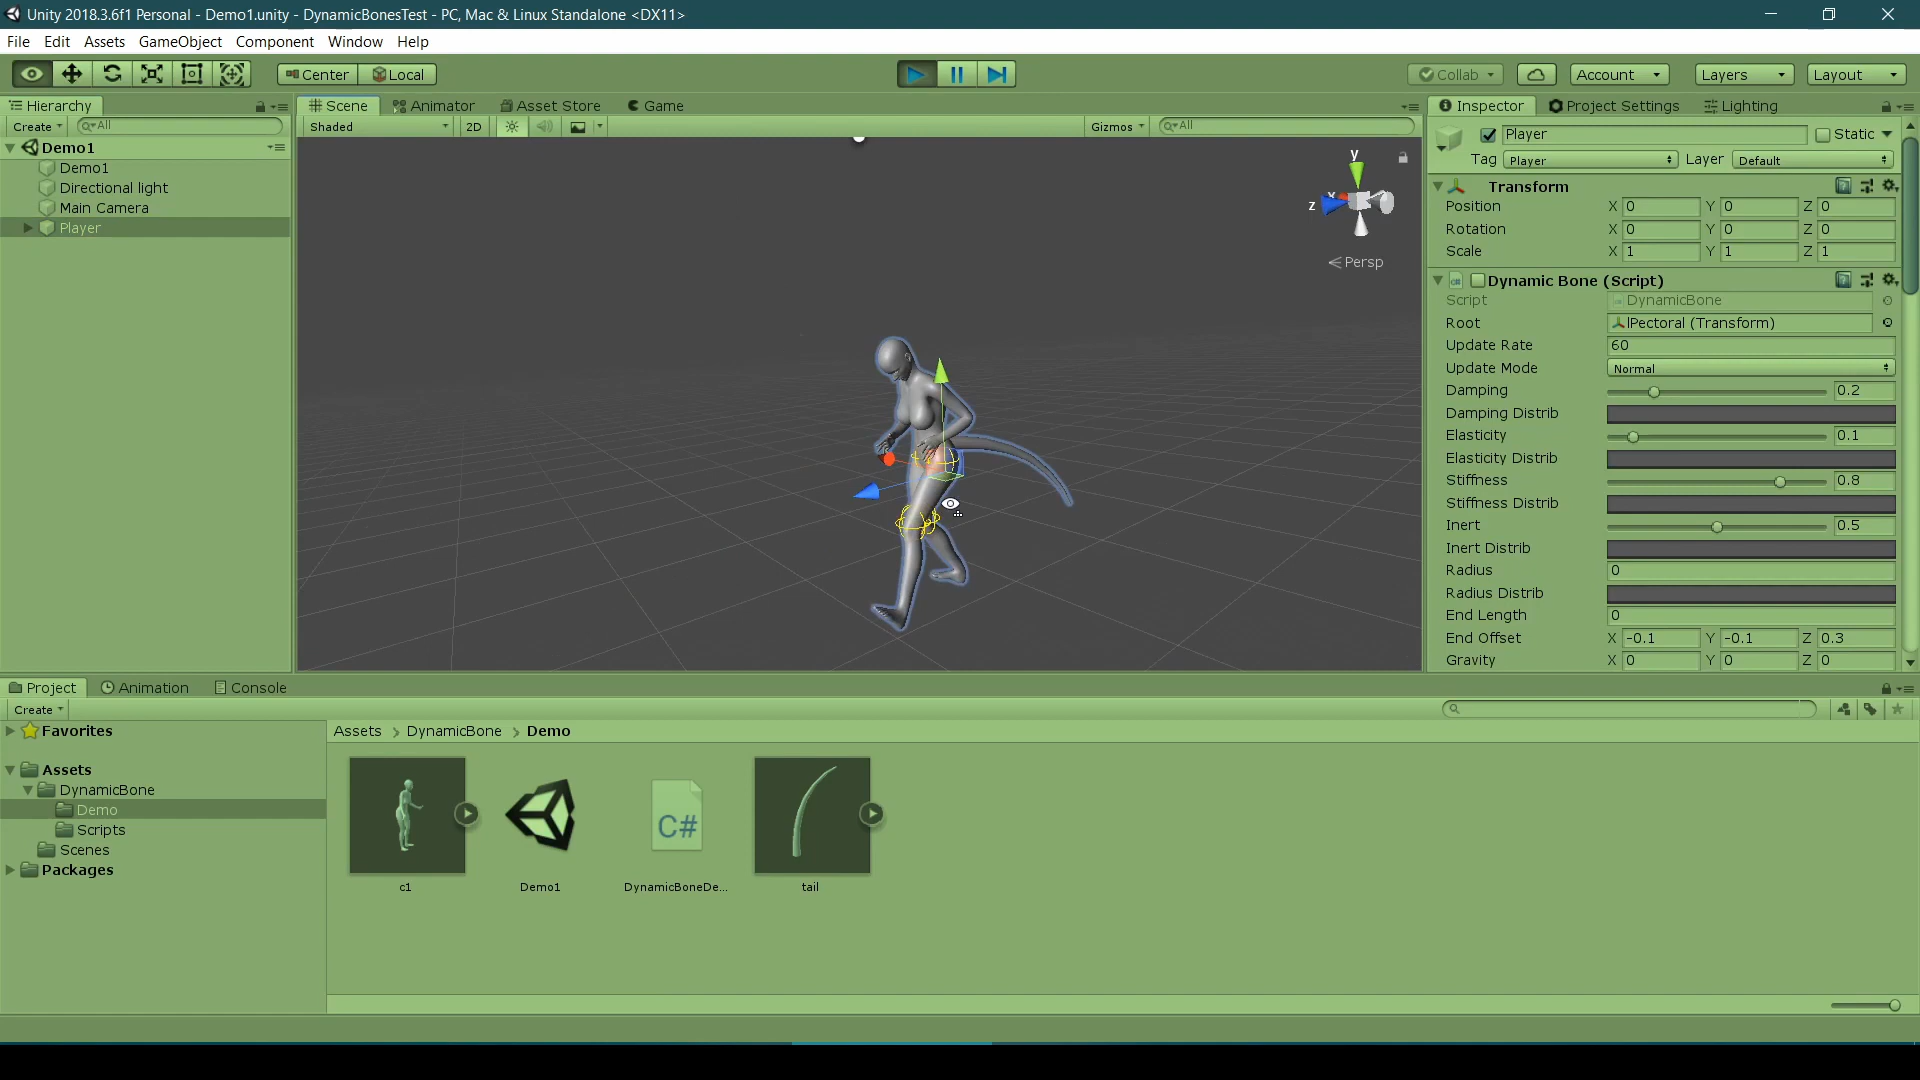 Unity 2018.3.6f1 Personal - Demo1.unity - DynamicBonesTest - PC, Mac & Linux Standalone <DX11>
File Edit Assets GameObject Component Window Help
Center Local Collab Account Layers Layout
Hierarchy
Create All
Demo1
Demo1
Directional light
Main Camera
Player
Scene Animator Asset Store Game
Shaded 2D Gizmos All
y
x
z
Persp
Inspector Project Settings Lighting
Player Static
Tag Player Layer Default
Transform
Position X 0 Y 0 Z 0
Rotation X 0 Y 0 Z 0
Scale X 1 Y 1 Z 1
Dynamic Bone (Script)
Script DynamicBone
Root lPectoral (Transform)
Update Rate 60
Update Mode Normal
Damping 0.2
Damping Distrib
Elasticity 0.1
Elasticity Distrib
Stiffness 0.8
Stiffness Distrib
Inert 0.5
Inert Distrib
Radius 0
Radius Distrib
End Length 0
End Offset X -0.1 Y -0.1 Z 0.3
Gravity X 0 Y 0 Z 0
Project Animation Console
Create
Favorites
Assets
DynamicBone
Demo
Scripts
Scenes
Packages
Assets > DynamicBone > Demo
C#
c1 Demo1 DynamicBoneDe... tail